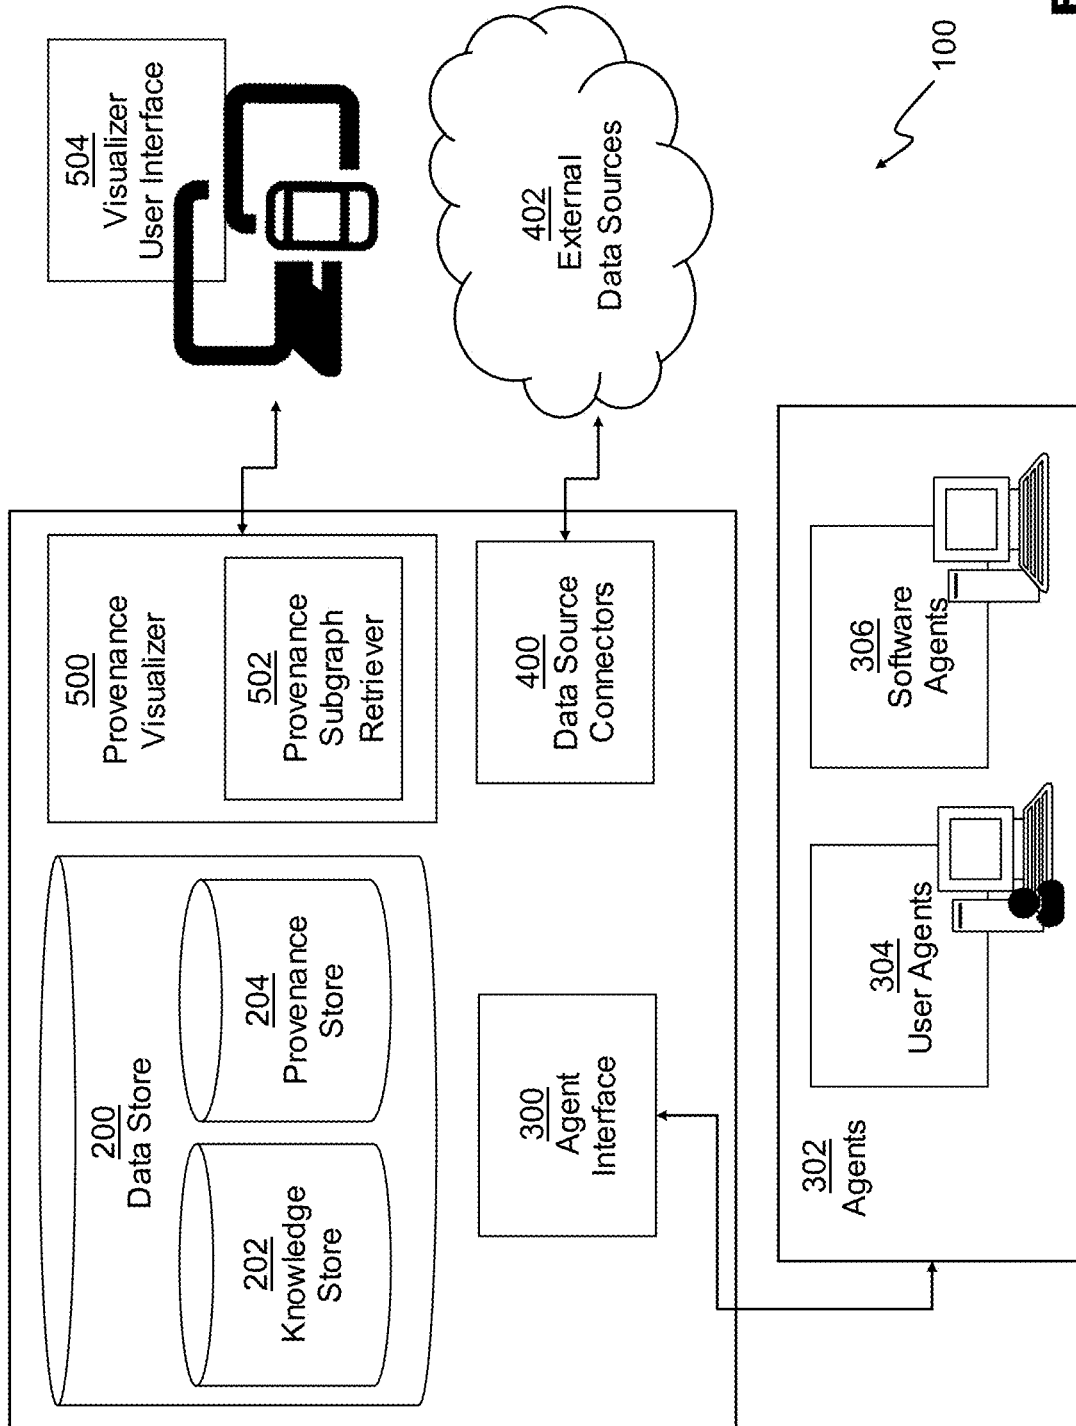 200
Data Store
202
Knowledge
Store
204
Provenance
Store
500
Provenance
Visualizer
502
Provenance
Subgraph
Retriever
504
Visualizer
User Interface
300
Agent
Interface
400
Data Source
Connectors
402
External
Data Sources
302
Agents
304
User Agents
306
Software
Agents
100